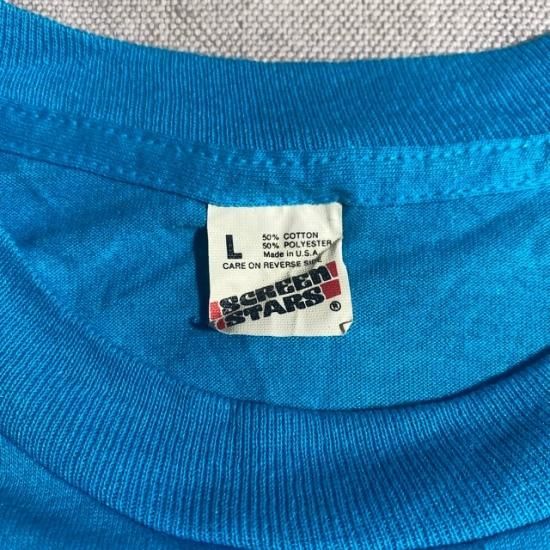 L
50% COTTON
50% POLYESTER
Made in U.S.A.
CARE ON REVERSE SIDE
SCREEN
STARS®